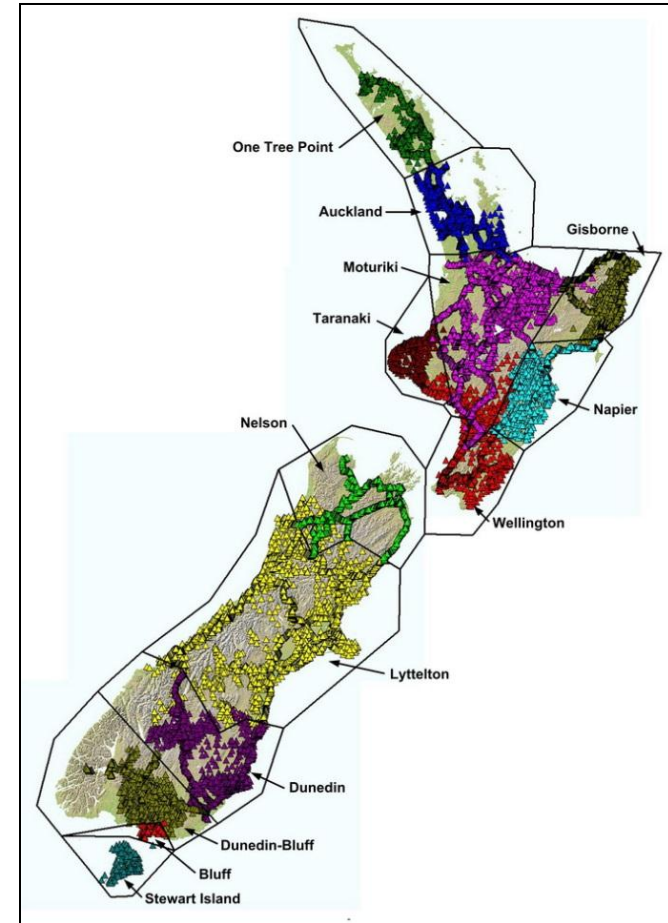 One Tree Point
Auckland
Gisborne
Moturiki
Taranaki
Napier
Nelson
Wellington
Lyttelton
Dunedin
Dunedin-Bluff
Bluff
Stewart Island